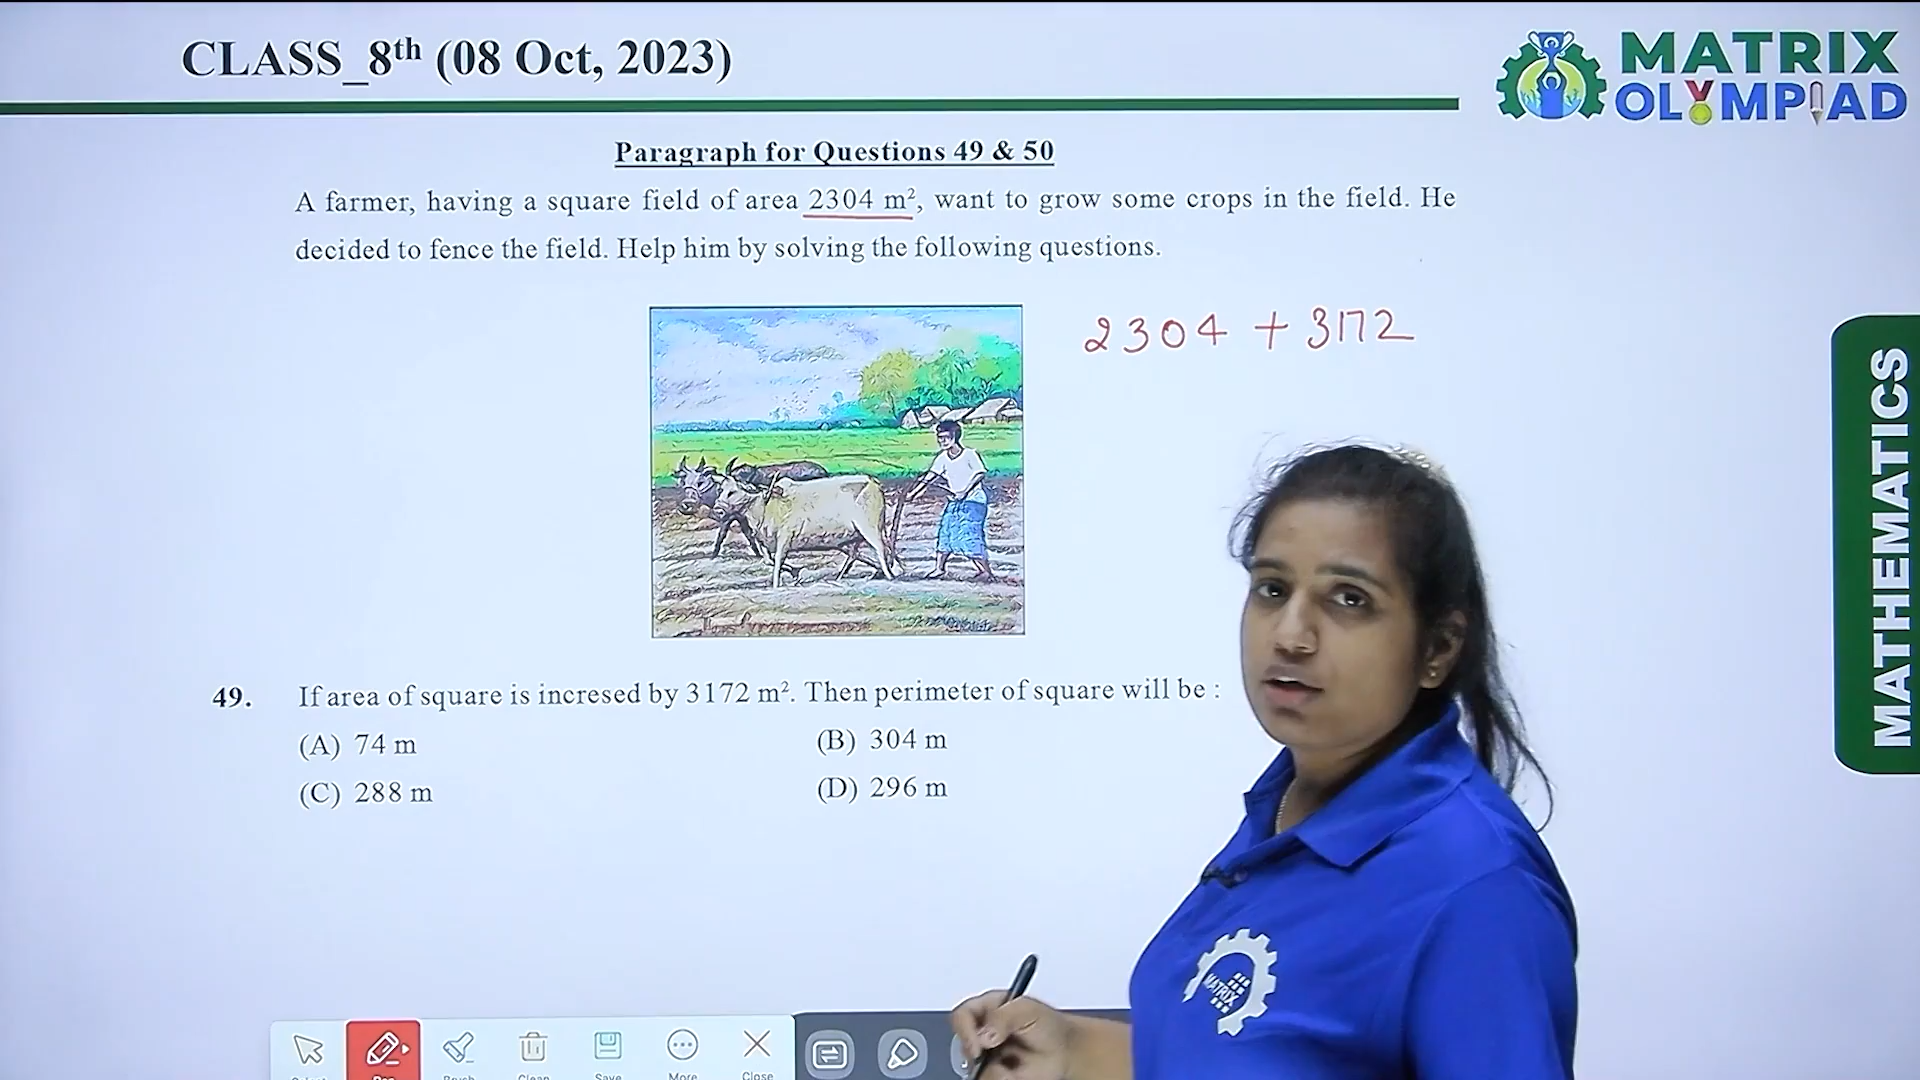 CLASS_8th (08 Oct, 2023)
MATRIX
OLYMPIAD
Paragraph for Questions 49 & 50
A farmer, having a square field of area 2304 m², want to grow some crops in the field. He
decided to fence the field. Help him by solving the following questions.
2304 + 3172
MATHEMATICS
49. If area of square is incresed by 3172 m². Then perimeter of square will be :
(A) 74 m (B) 304 m
(C) 288 m (D) 296 m
MATRIX
Clean Save More Close